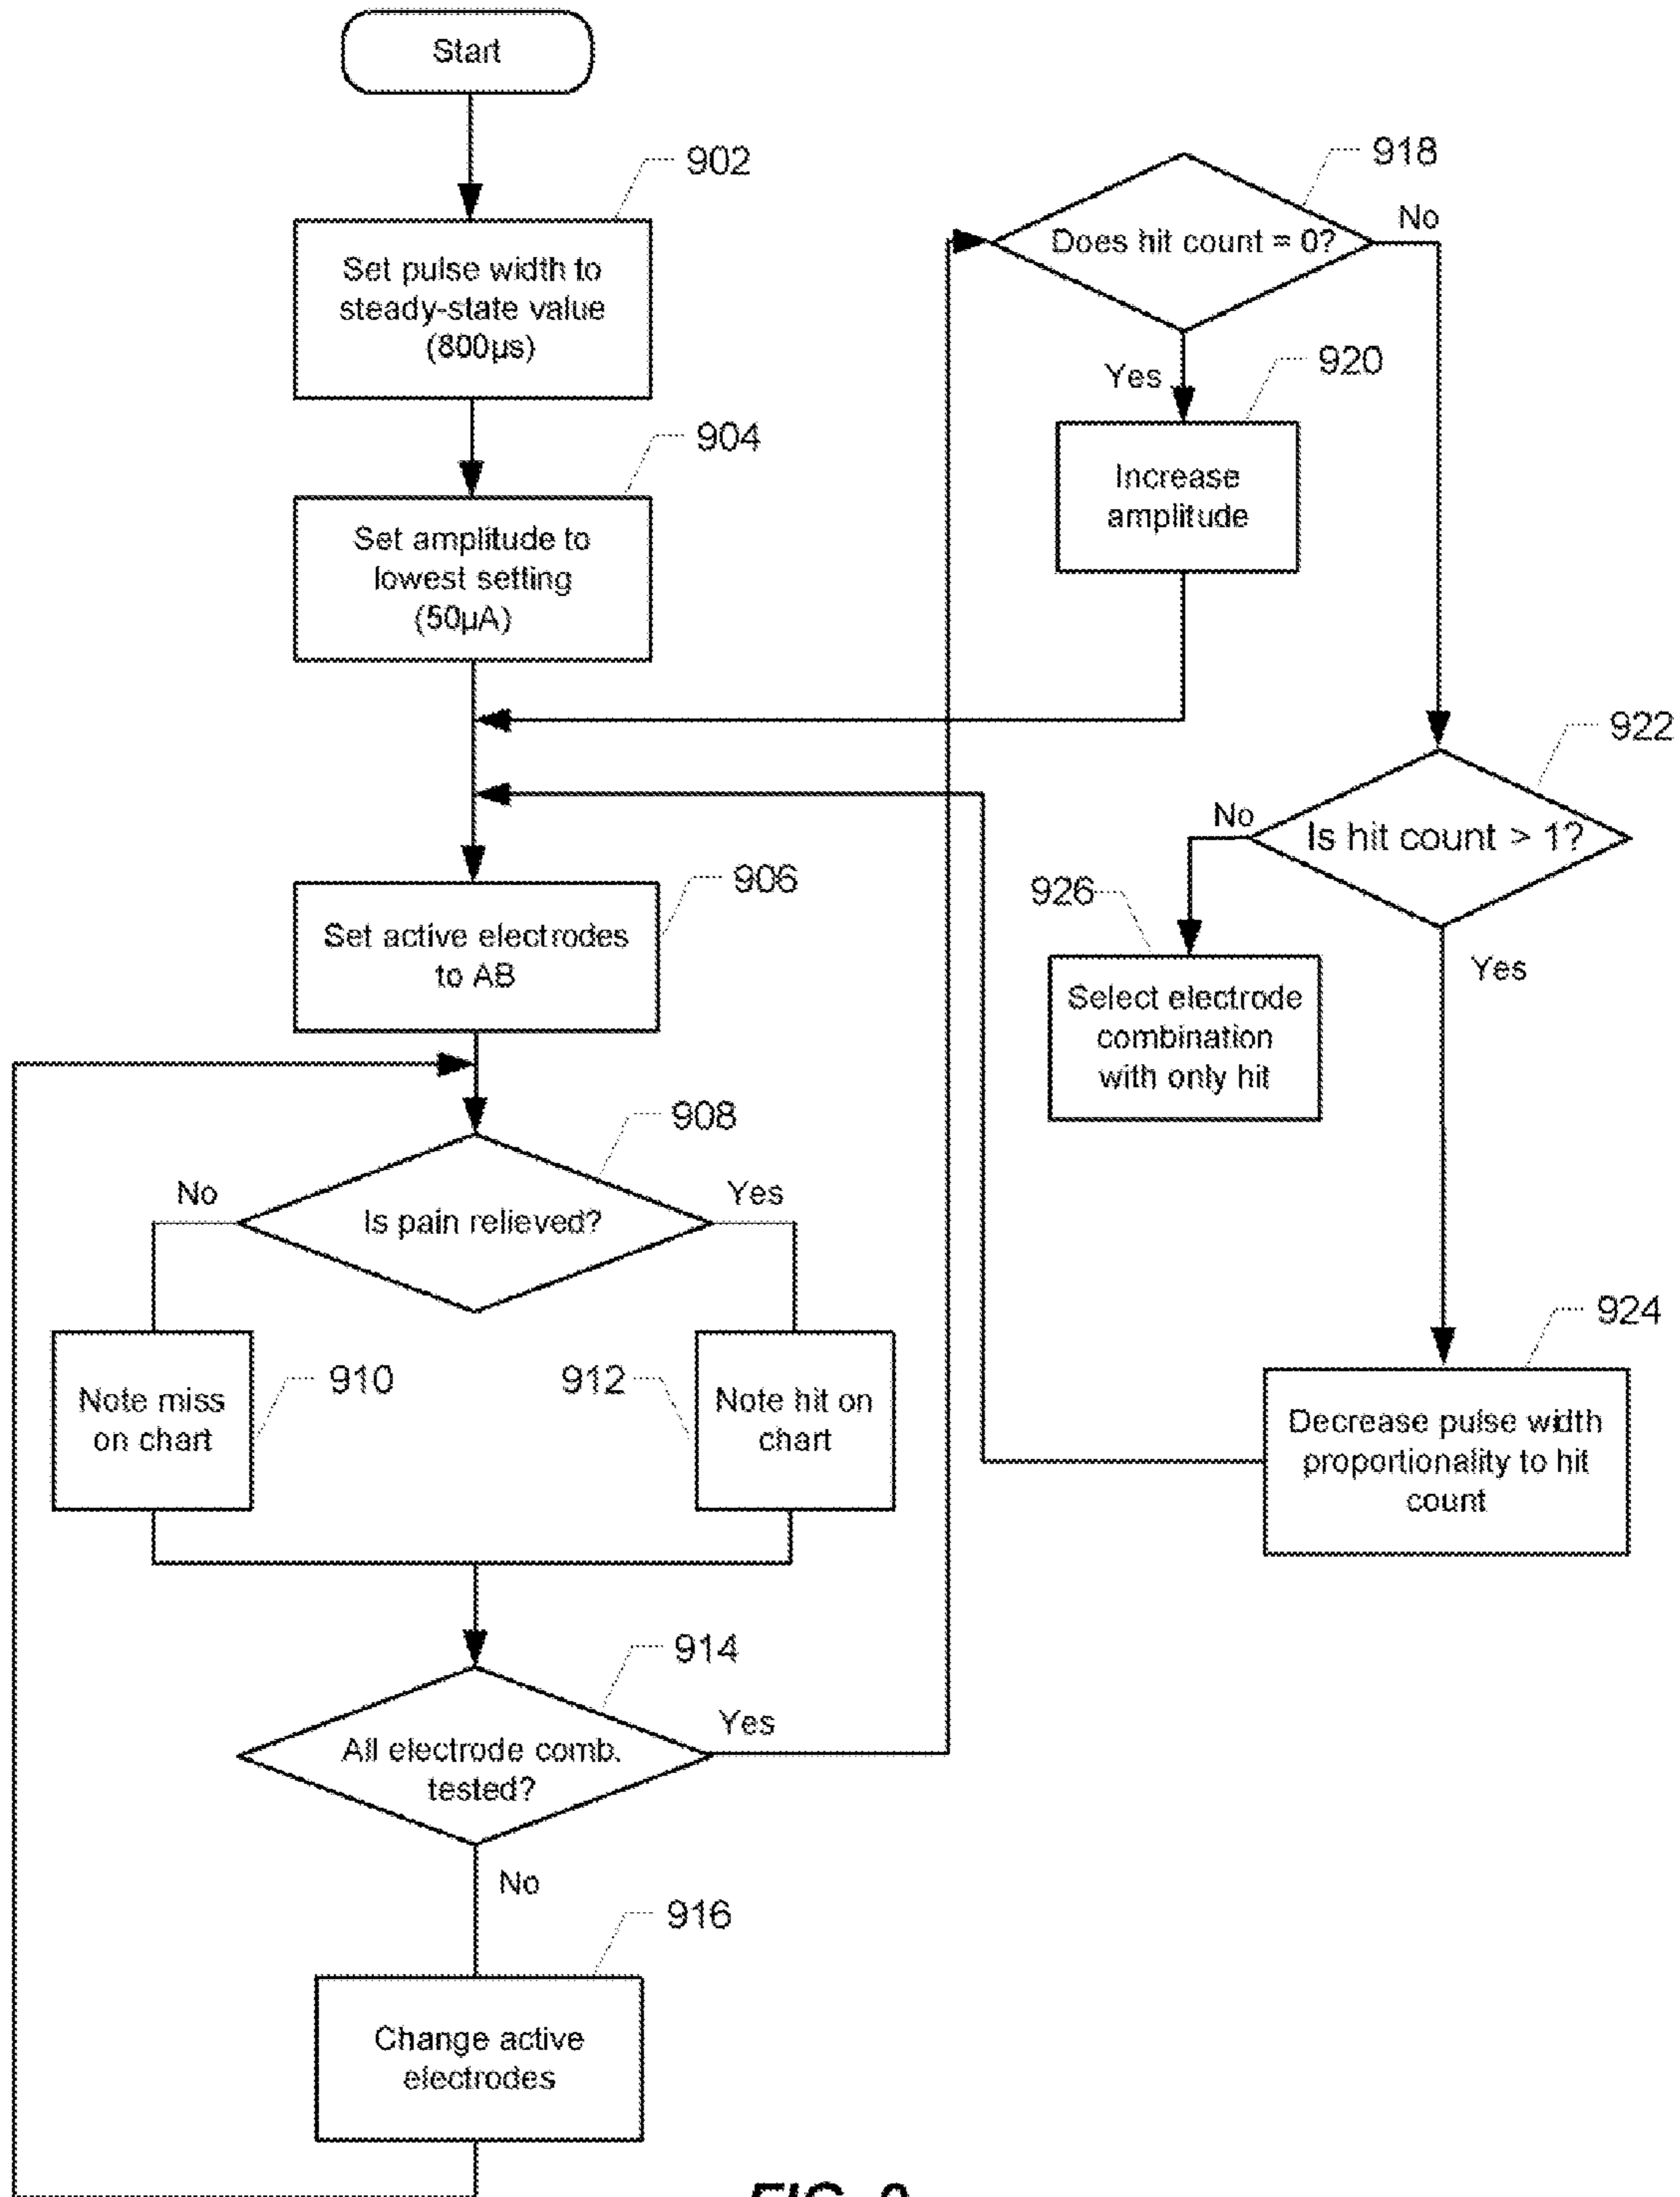 Start
902
Set pulse width to
steady-state value
(800µs)
904
Set amplitude to
lowest setting
(50µA)
906
Set active electrodes
to AB
908
Is pain relieved?
No
Yes
910
Note miss
on chart
912
Note hit on
chart
914
All electrode comb.
tested?
Yes
No
916
Change active
electrodes
918
Does hit count = 0?
No
Yes
920
Increase
amplitude
922
Is hit count > 1?
No
Yes
926
Select electrode
combination
with only hit
924
Decrease pulse width
proportionality to hit
count